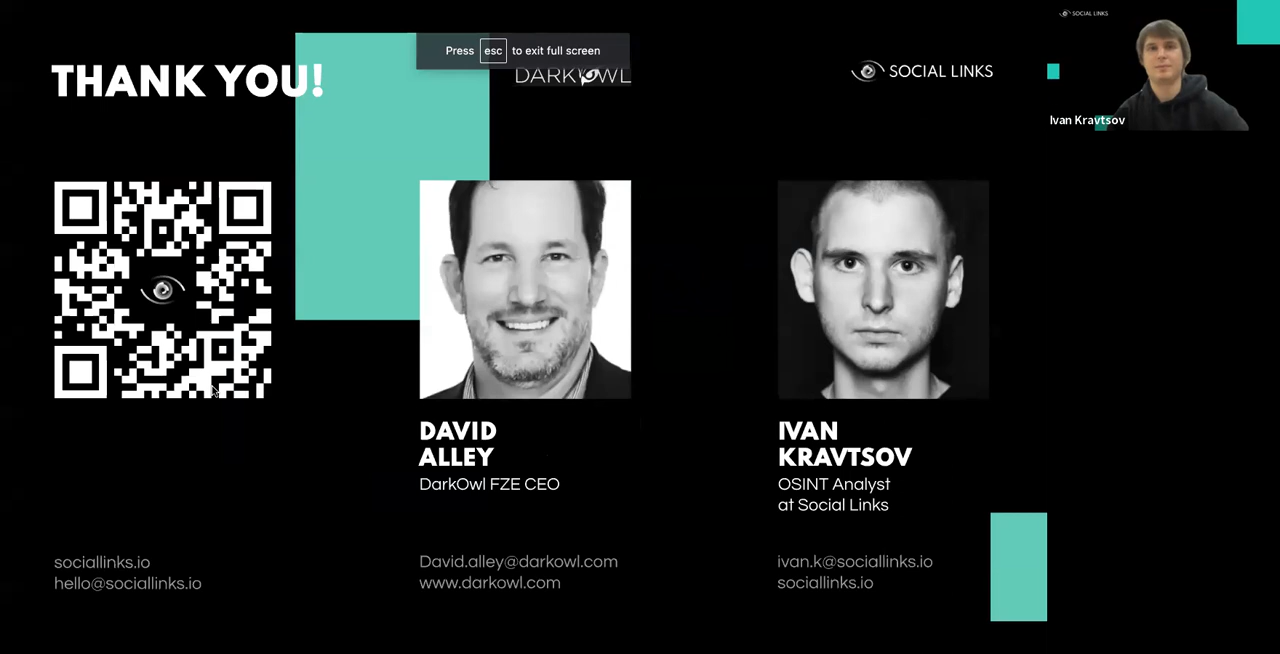 Press esc to exit full screen
THANK YOU!
DARKOWL
SOCIAL LINKS
SOCIAL LINKS
Ivan Kravtsov
DAVID
ALLEY
DarkOwl FZE CEO
IVAN
KRAVTSOV
OSINT Analyst
at Social Links
sociallinks.io
hello@sociallinks.io
David.alley@darkowl.com
www.darkowl.com
ivan.k@sociallinks.io
sociallinks.io